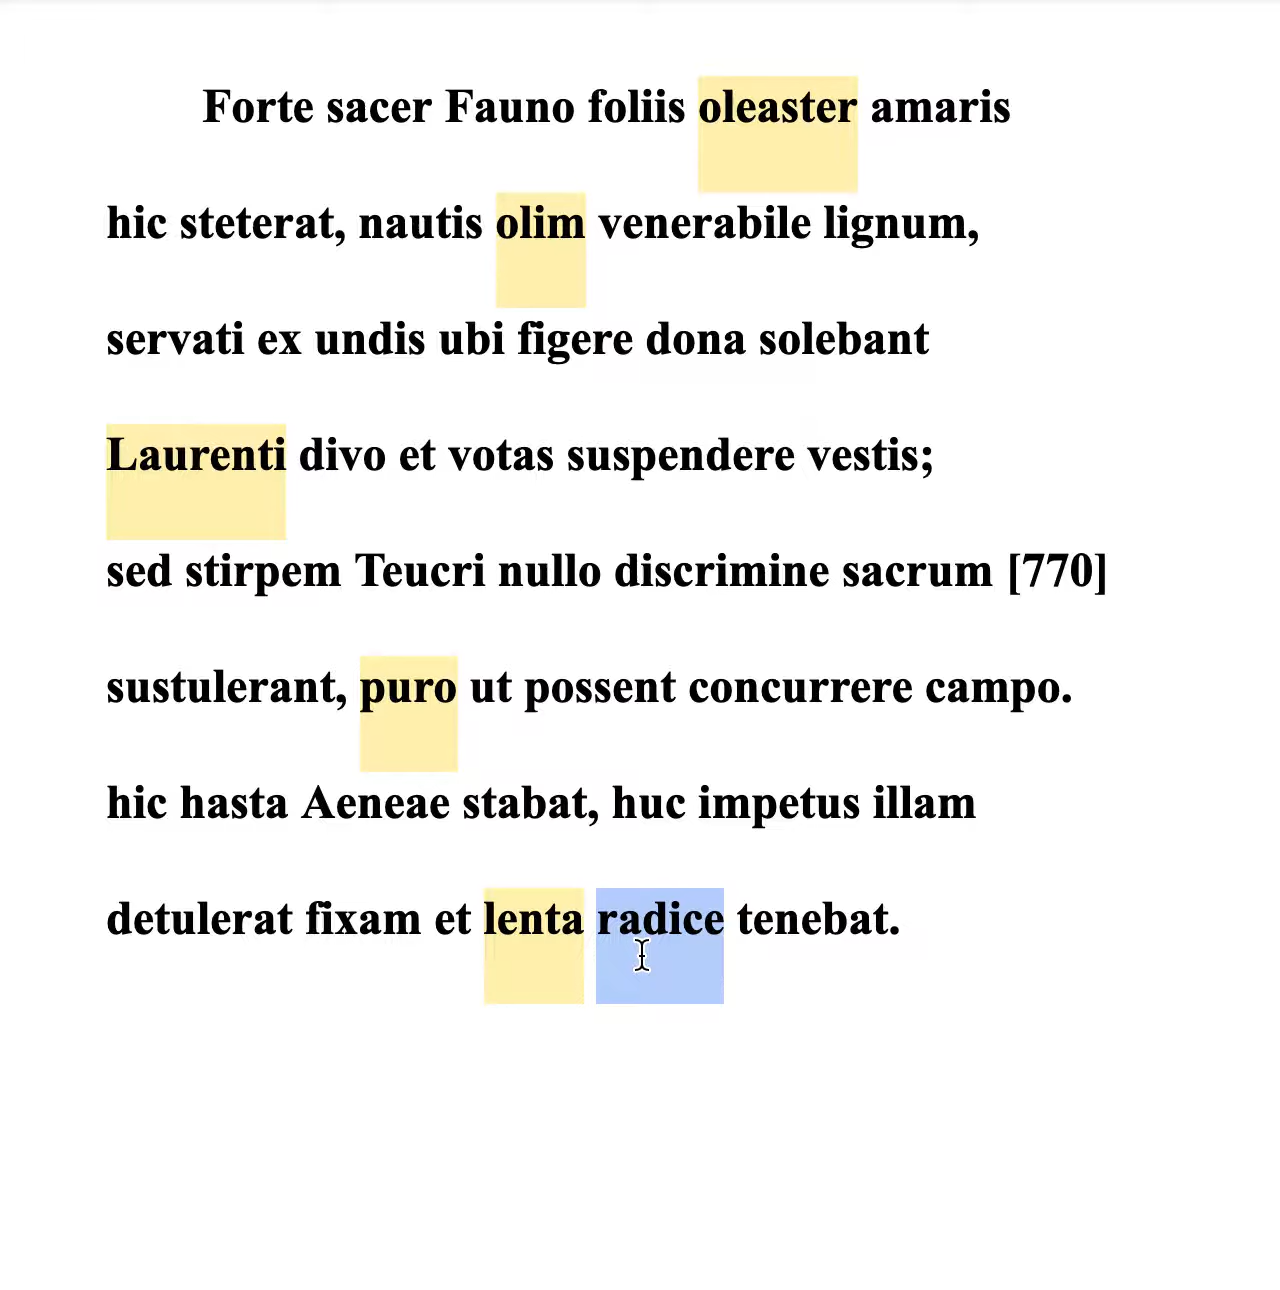 Forte sacer Fauno foliis oleaster amaris
hic steterat, nautis olim venerabile lignum,
servati ex undis ubi figere dona solebant
Laurenti divo et votas suspendere vestis;
sed stirpem Teucri nullo discrimine sacrum [770]
sustulerant, puro ut possent concurrere campo.
hic hasta Aeneae stabat, huc impetus illam
detulerat fixam et lenta radice tenebat.